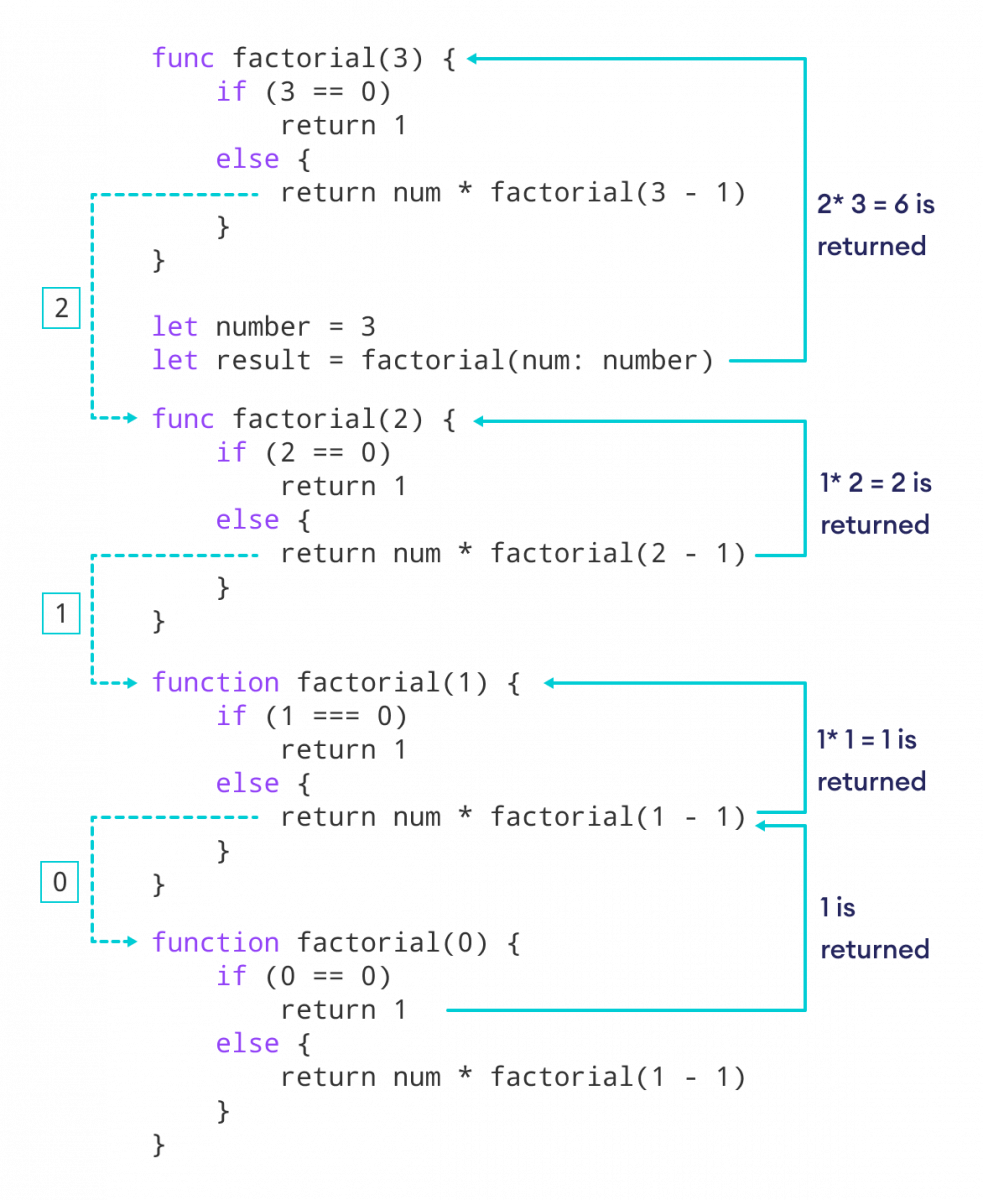 func factorial(3) {
if (3 == 0)
return 1
else {
return num * factorial(3 - 1)
}
}
2* 3 = 6 is
returned
2
let number = 3
let result = factorial(num: number)
func factorial(2) {
if (2 == 0)
return 1
else {
return num * factorial(2 - 1)
}
}
1* 2 = 2 is
returned
1
function factorial(1) {
if (1 === 0)
return 1
else {
return num * factorial(1 - 1)
}
}
1* 1 = 1 is
returned
0
function factorial(0) {
if (0 == 0)
return 1
else {
return num * factorial(1 - 1)
}
}
1 is
returned